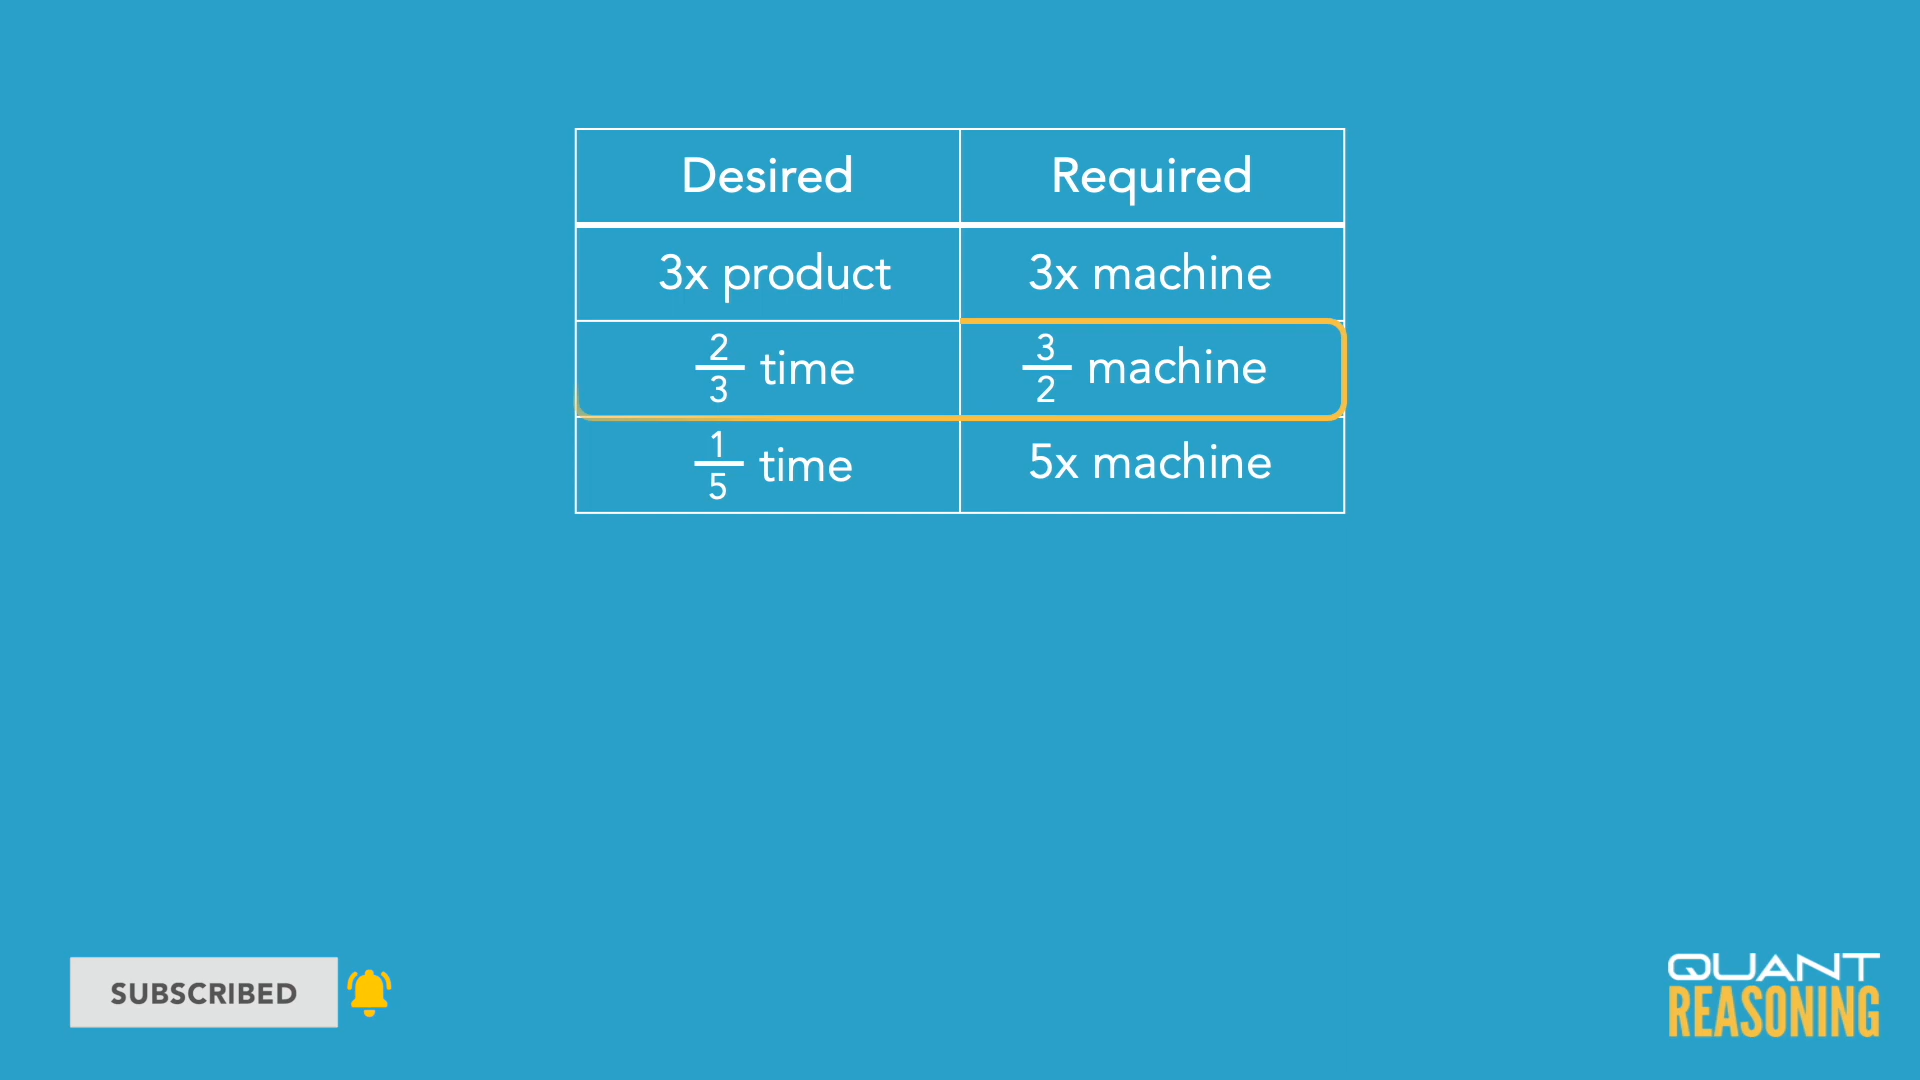 Desired Required
3x product 3x machine
2/3 time 3/2 machine
1/5 time 5x machine
SUBSCRIBED
QUANT
REASONING